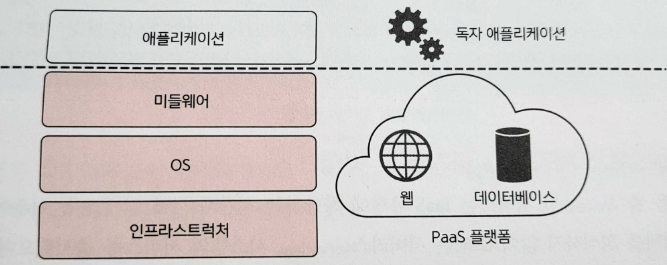 애플리케이션
독자 애플리케이션
미들웨어
OS
웹
데이터베이스
인프라스트럭처
PaaS 플랫폼